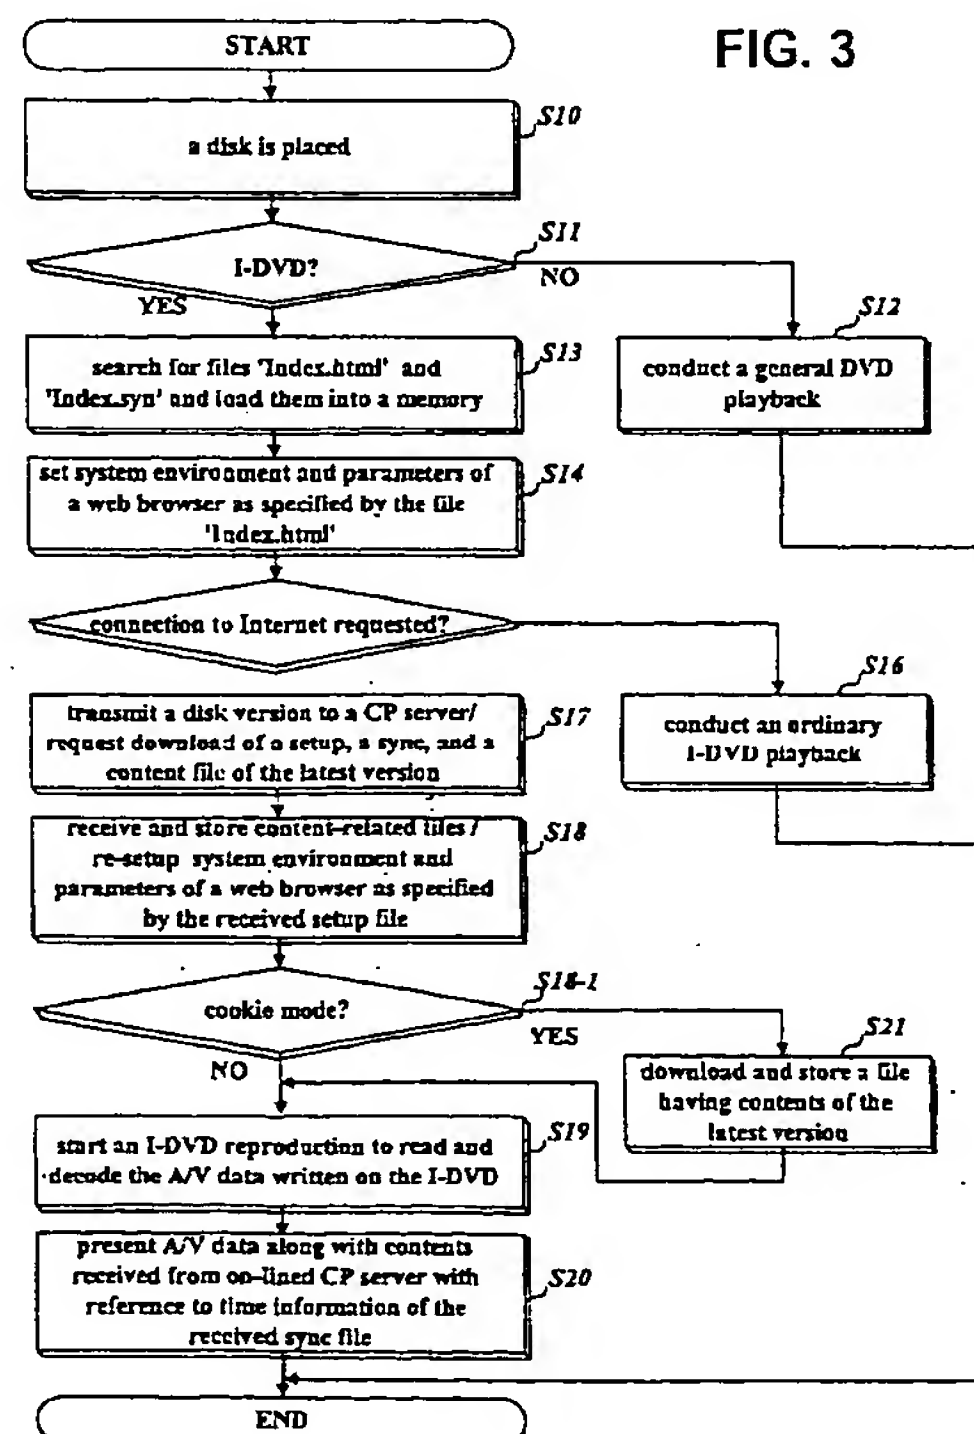 FIG. 3
START
S10
a disk is placed
S11
I-DVD?
NO
YES
S12
conduct a general DVD
playback
S13
search for files 'Index.html' and
'Index.syn' and load them into a memory
S14
set system environment and parameters of
a web browser as specified by the file
'Index.html'
connection to Internet requested?
S16
conduct an ordinary
I-DVD playback
S17
transmit a disk version to a CP server/
request download of a setup, a sync, and a
content file of the latest version
S18
receive and store content-related files /
re-setup system environment and
parameters of a web browser as specified
by the received setup file
S18-1
cookie mode?
YES
NO
S21
download and store a file
having contents of the
latest version
S19
start an I-DVD reproduction to read and
decode the A/V data written on the I-DVD
S20
present A/V data along with contents
received from on-lined CP server with
reference to time information of the
received sync file
END